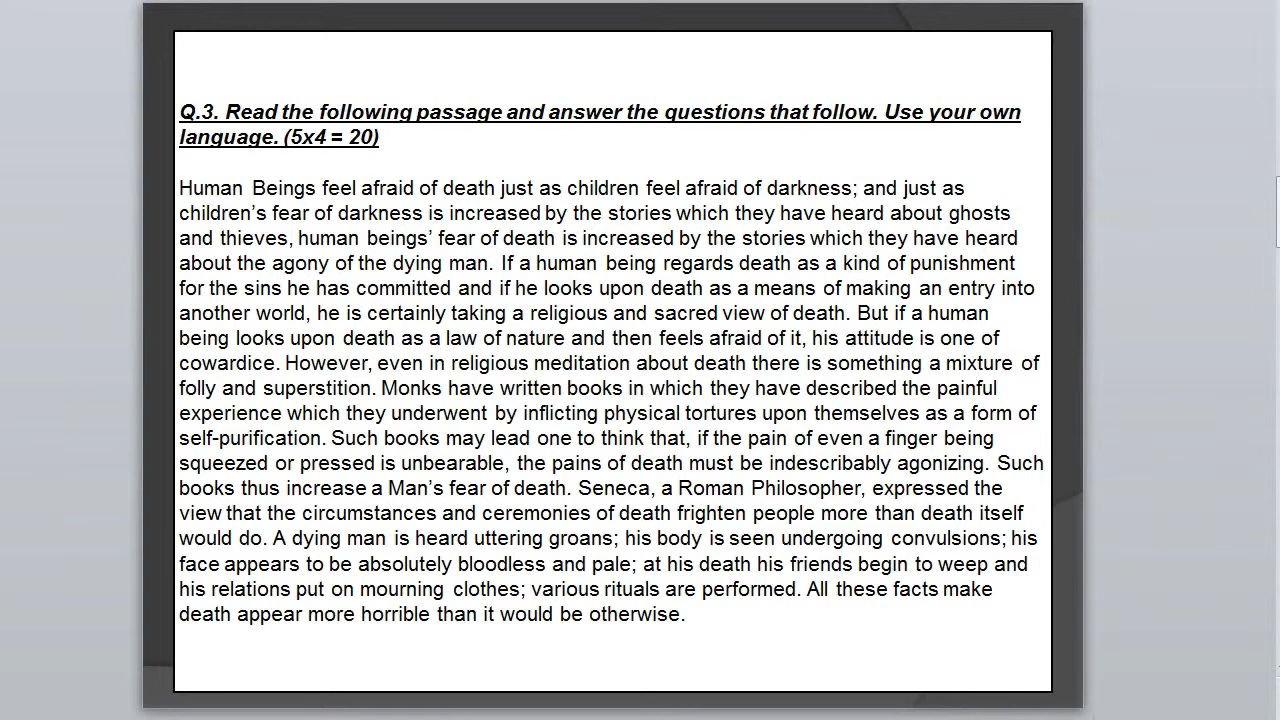 Q.3. Read the following passage and answer the questions that follow. Use your own
language. (5x4 = 20)
Human Beings feel afraid of death just as children feel afraid of darkness; and just as
children's fear of darkness is increased by the stories which they have heard about ghosts
and thieves, human beings' fear of death is increased by the stories which they have heard
about the agony of the dying man. If a human being regards death as a kind of punishment
for the sins he has committed and if he looks upon death as a means of making an entry into
another world, he is certainly taking a religious and sacred view of death. But if a human
being looks upon death as a law of nature and then feels afraid of it, his attitude is one of
cowardice. However, even in religious meditation about death there is something a mixture of
folly and superstition. Monks have written books in which they have described the painful
experience which they underwent by inflicting physical tortures upon themselves as a form of
self-purification. Such books may lead one to think that, if the pain of even a finger being
squeezed or pressed is unbearable, the pains of death must be indescribably agonizing. Such
books thus increase a Man's fear of death. Seneca, a Roman Philosopher, expressed the
view that the circumstances and ceremonies of death frighten people more than death itself
would do. A dying man is heard uttering groans; his body is seen undergoing convulsions; his
face appears to be absolutely bloodless and pale; at his death his friends begin to weep and
his relations put on mourning clothes; various rituals are performed. All these facts make
death appear more horrible than it would be otherwise.